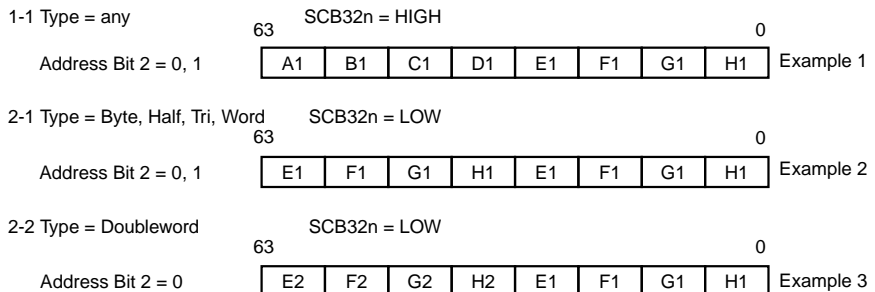 1-1 Type = any SCB32n = HIGH
63 0
Address Bit 2 = 0, 1 A1 B1 C1 D1 E1 F1 G1 H1 Example 1
2-1 Type = Byte, Half, Tri, Word SCB32n = LOW
63 0
Address Bit 2 = 0, 1 E1 F1 G1 H1 E1 F1 G1 H1 Example 2
2-2 Type = Doubleword SCB32n = LOW
63 0
Address Bit 2 = 0 E2 F2 G2 H2 E1 F1 G1 H1 Example 3